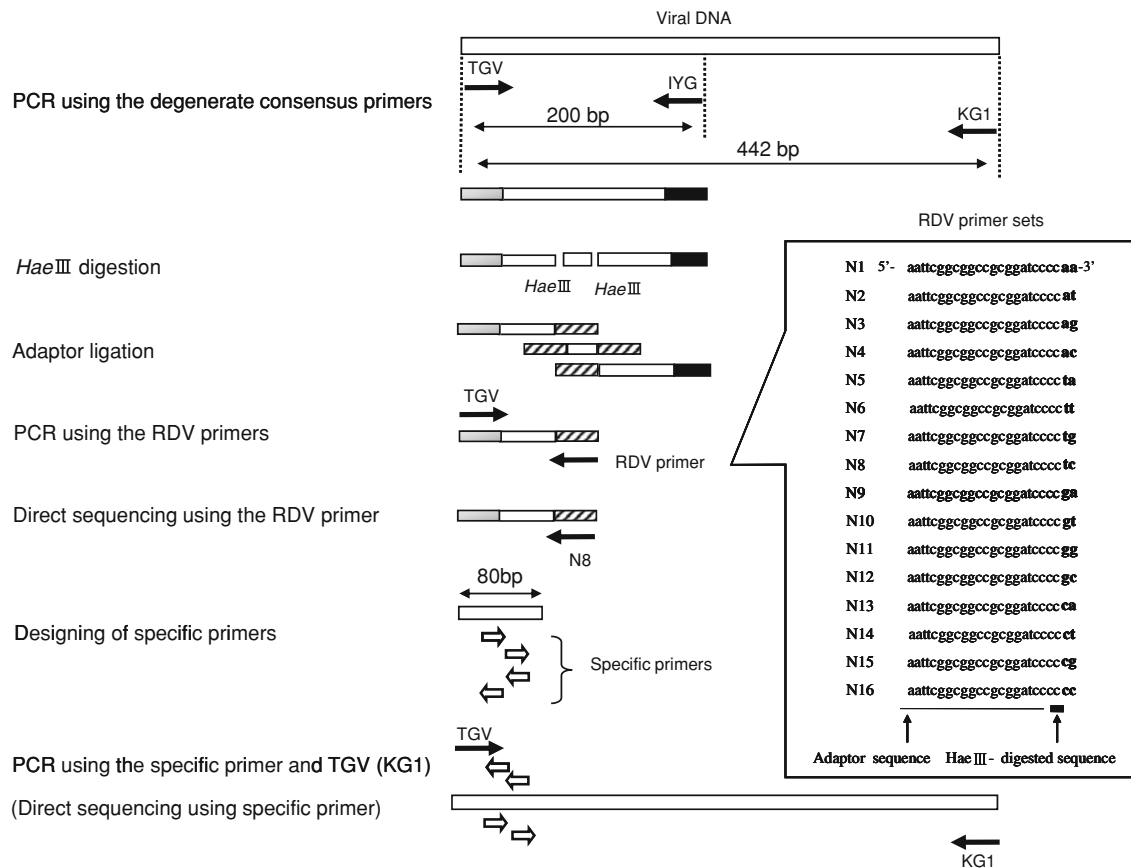 Viral DNA
TGV
IYG
PCR using the degenerate consensus primers
200 bp
KG1
442 bp
HaeⅢ digestion
HaeⅢ HaeⅢ
Adaptor ligation
TGV
PCR using the RDV primers
RDV primer
Direct sequencing using the RDV primer
N8
80bp
Designing of specific primers
Specific primers
TGV
PCR using the specific primer and TGV (KG1)
(Direct sequencing using specific primer)
KG1
RDV primer sets
N1 5’- aattcggcggccgcggatccccaa-3’
N2 aattcggcggccgcggatccccat
N3 aattcggcggccgcggatccccag
N4 aattcggcggccgcggatccccac
N5 aattcggcggccgcggatccccta
N6 aattcggcggccgcggatcccctt
N7 aattcggcggccgcggatcccctg
N8 aattcggcggccgcggatcccctc
N9 aattcggcggccgcggatccccga
N10 aattcggcggccgcggatccccgt
N11 aattcggcggccgcggatccccgg
N12 aattcggcggccgcggatccccgc
N13 aattcggcggccgcggatccccca
N14 aattcggcggccgcggatccccct
N15 aattcggcggccgcggatcccccg
N16 aattcggcggccgcggatcccccc
Adaptor sequence HaeⅢ- digested sequence